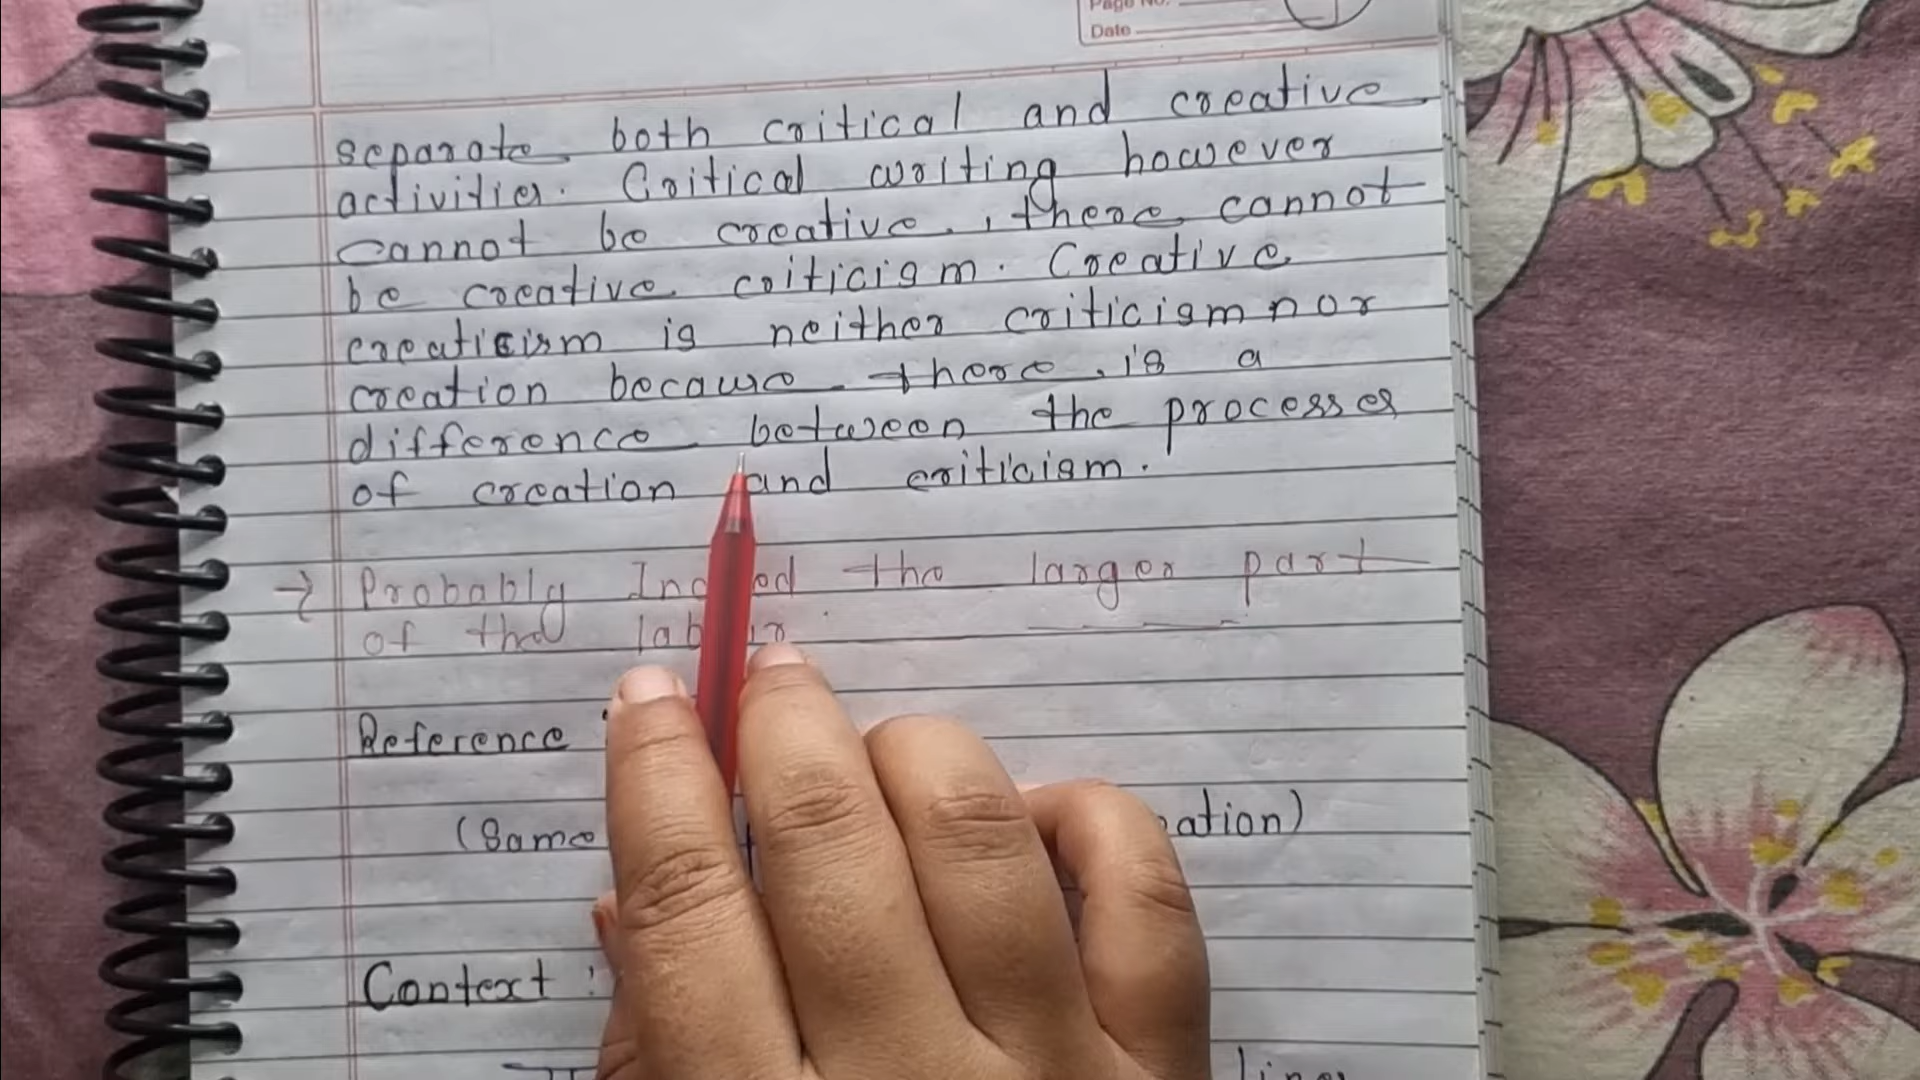 Page No.
Date
separate both critical and creative
activities. Critical writing however
cannot be creative, there cannot
be creative criticism. Creative
creaticism is neither criticism nor
creation because there is a
difference between the processes
of creation and criticism.
→ Probably Indeed the larger part
of the labour
Reference
(Same ation)
Context :
lines